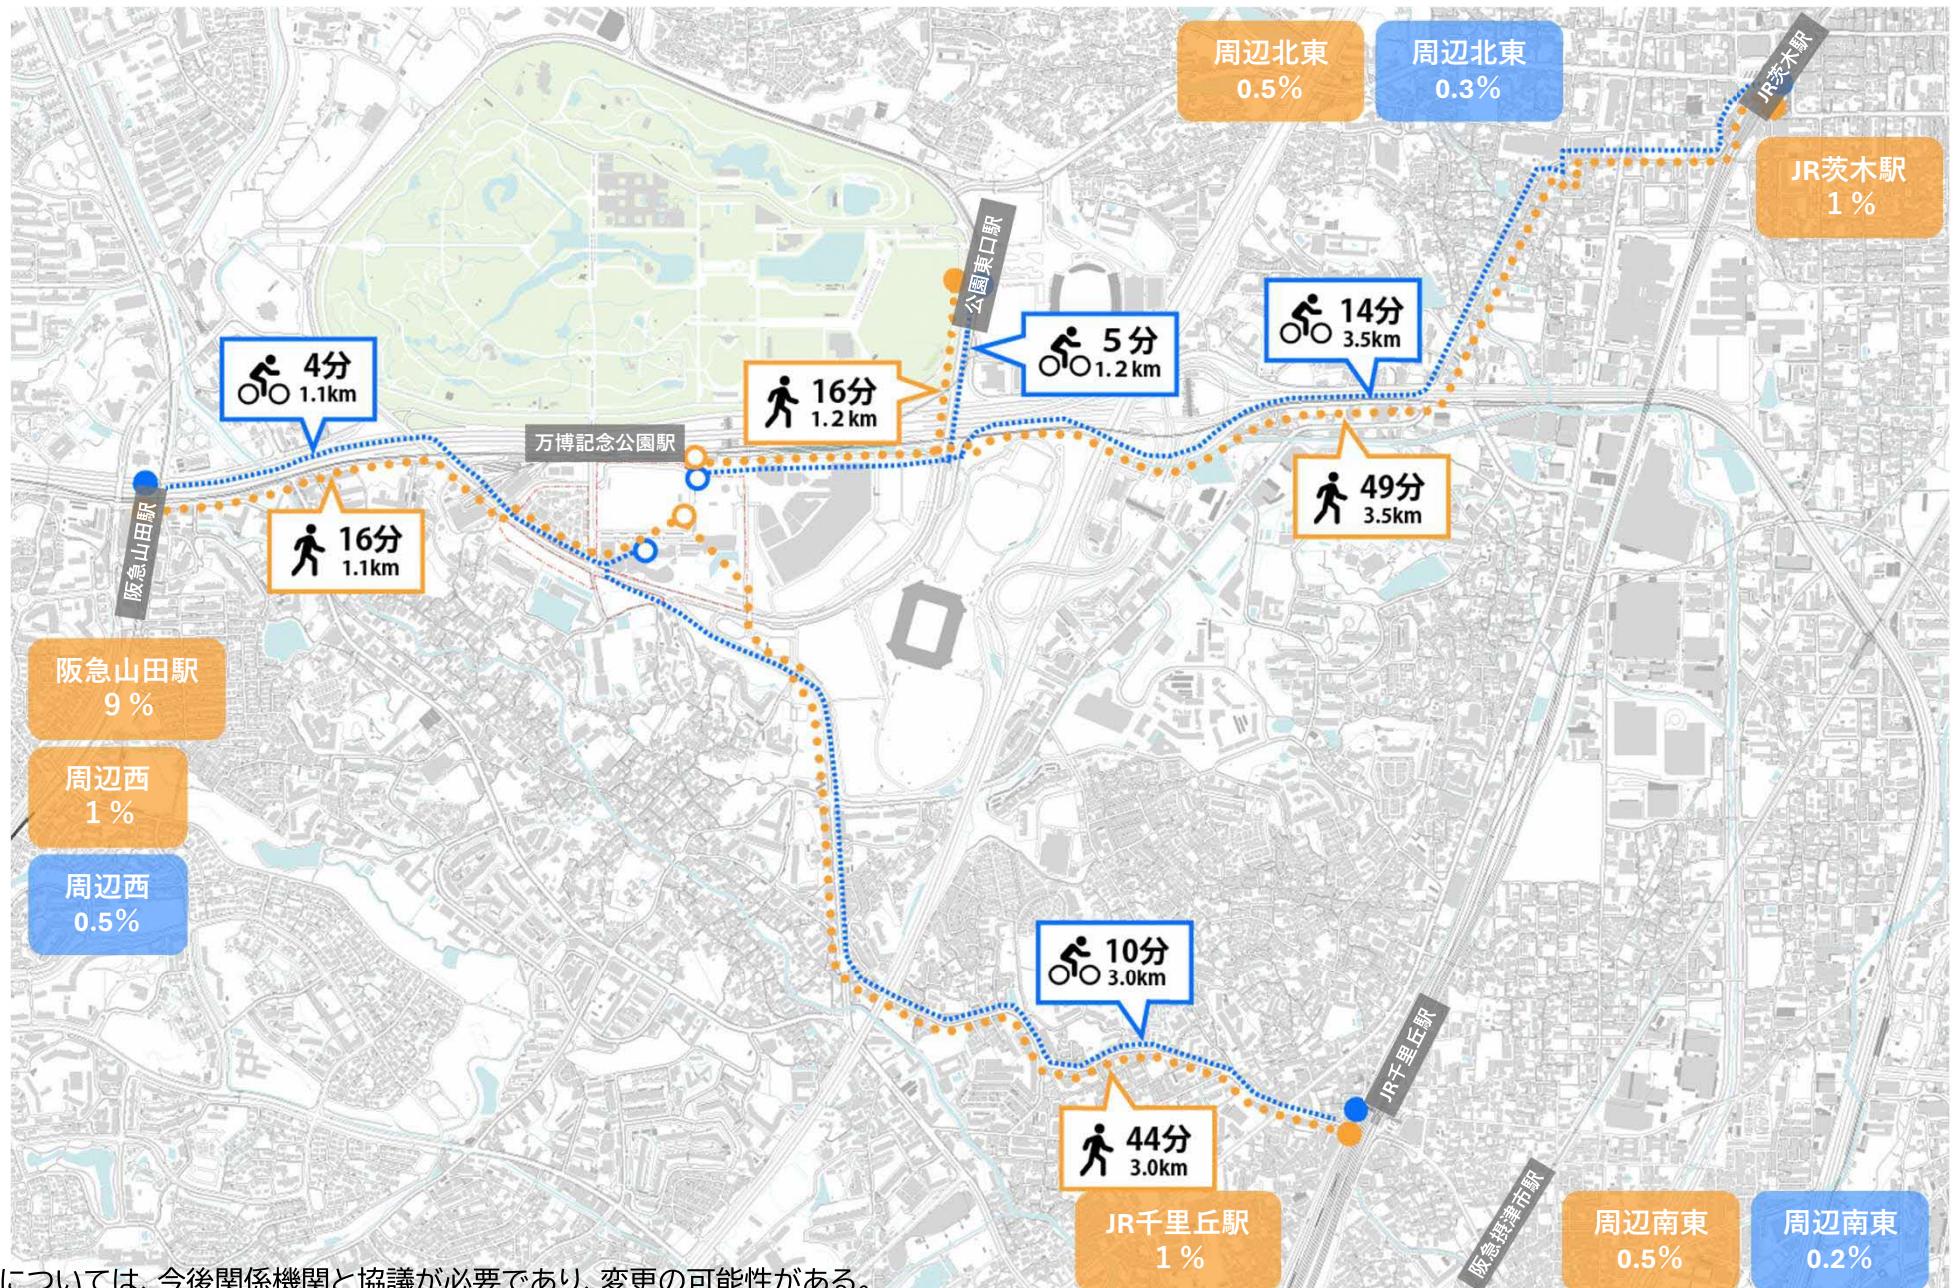 周辺北東
0.5%
周辺北東
0.3%
JR茨木駅
JR茨木駅
1 %
公園東口駅
14分
3.5km
5 分
1.2 km
4分
1.1km
16分
1.2 km
万博記念公園駅
49分
3.5km
阪急山田駅
16分
1.1km
阪急山田駅
9 %
周辺西
1 %
周辺西
0.5%
10分
3.0km
JR千里丘駅
44分
3.0km
JR千里丘駅
1 %
阪急摂津市駅
周辺南東
0.5%
周辺南東
0.2%
については、今後関係機関と協議が必要であり、変更の可能性がある。